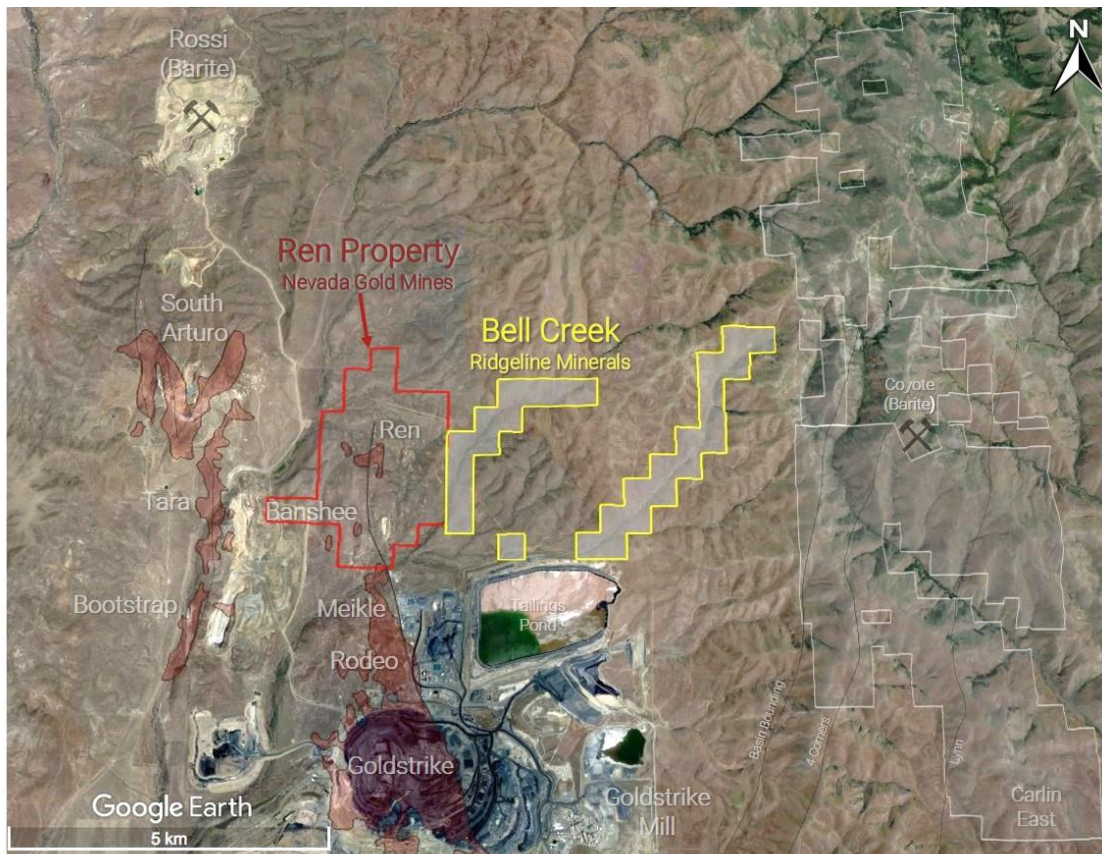 Rossi
(Barite)
N
Ren Property
Nevada Gold Mines
South
Arturo
Bell Creek
Ridgeline Minerals
Coyote
(Barite)
Ren
Tara
Banshee
Bootstrap
Meikle
Tailings
Pond
Rodeo
Basin Bounding
4 Corners
Lynn
Goldstrike
Goldstrike
Mill
Carlin
East
Google Earth
5 km